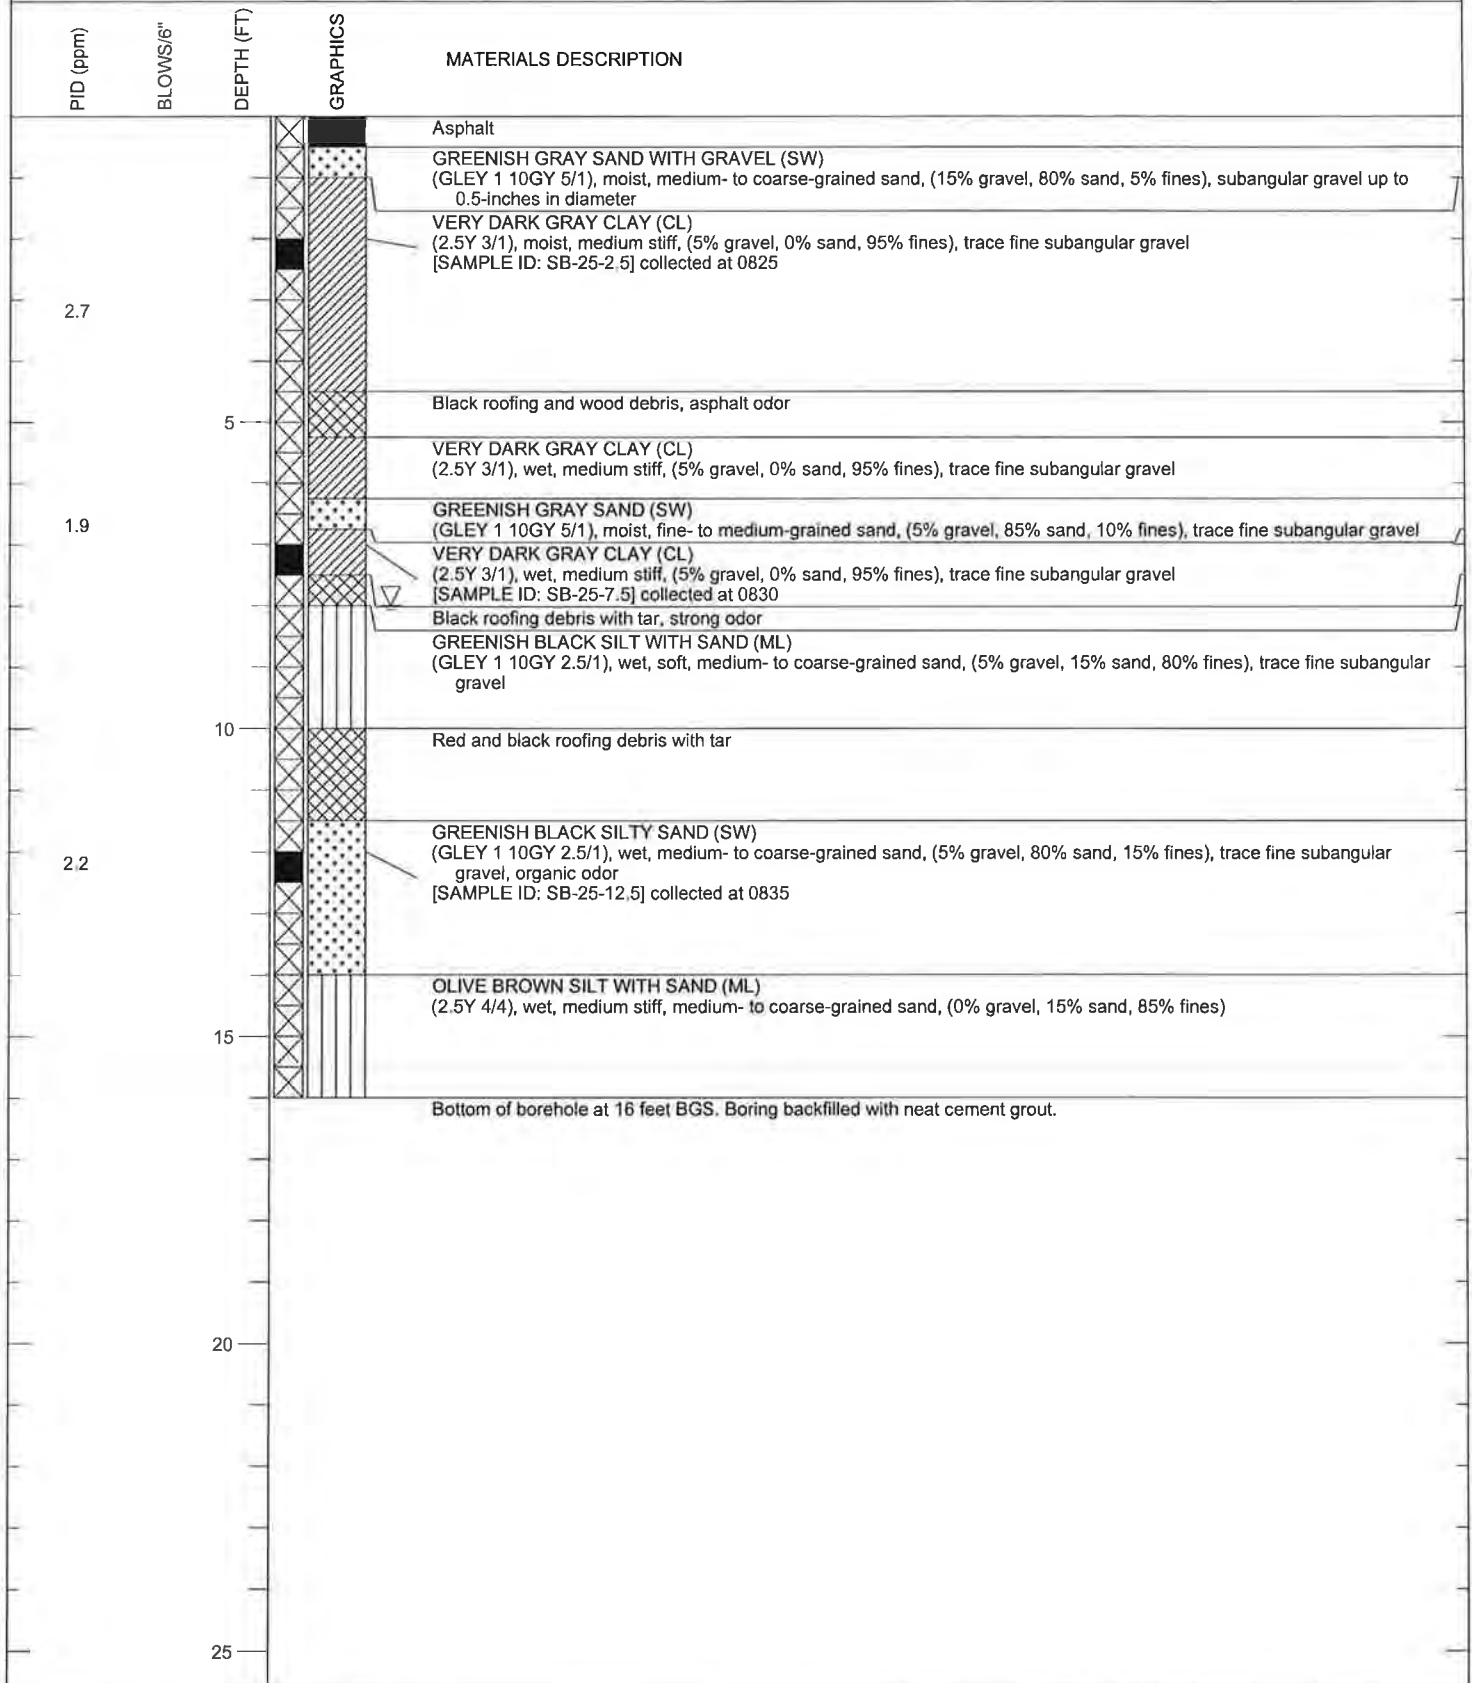 PID (ppm)
BLOWS/6"
DEPTH (FT)
GRAPHICS
MATERIALS DESCRIPTION
Asphalt
GREENISH GRAY SAND WITH GRAVEL (SW)
(GLEY 1 10GY 5/1), moist, medium- to coarse-grained sand, (15% gravel, 80% sand, 5% fines), subangular gravel up to
0.5-inches in diameter
VERY DARK GRAY CLAY (CL)
(2.5Y 3/1), moist, medium stiff, (5% gravel, 0% sand, 95% fines), trace fine subangular gravel
[SAMPLE ID: SB-25-2.5] collected at 0825
2.7
Black roofing and wood debris, asphalt odor
5
VERY DARK GRAY CLAY (CL)
(2.5Y 3/1), wet, medium stiff, (5% gravel, 0% sand, 95% fines), trace fine subangular gravel
GREENISH GRAY SAND (SW)
1.9
(GLEY 1 10GY 5/1), moist, fine- to medium-grained sand, (5% gravel, 85% sand, 10% fines), trace fine subangular gravel
VERY DARK GRAY CLAY (CL)
(2.5Y 3/1), wet, medium stiff, (5% gravel, 0% sand, 95% fines), trace fine subangular gravel
[SAMPLE ID: SB-25-7.5] collected at 0830
Black roofing debris with tar, strong odor
GREENISH BLACK SILT WITH SAND (ML)
(GLEY 1 10GY 2.5/1), wet, soft, medium- to coarse-grained sand, (5% gravel, 15% sand, 80% fines), trace fine subangular
gravel
10
Red and black roofing debris with tar
GREENISH BLACK SILTY SAND (SW)
(GLEY 1 10GY 2.5/1), wet, medium- to coarse-grained sand, (5% gravel, 80% sand, 15% fines), trace fine subangular
2.2
gravel, organic odor
[SAMPLE ID: SB-25-12.5] collected at 0835
OLIVE BROWN SILT WITH SAND (ML)
(2.5Y 4/4), wet, medium stiff, medium- to coarse-grained sand, (0% gravel, 15% sand, 85% fines)
15
Bottom of borehole at 16 feet BGS. Boring backfilled with neat cement grout.
20
25